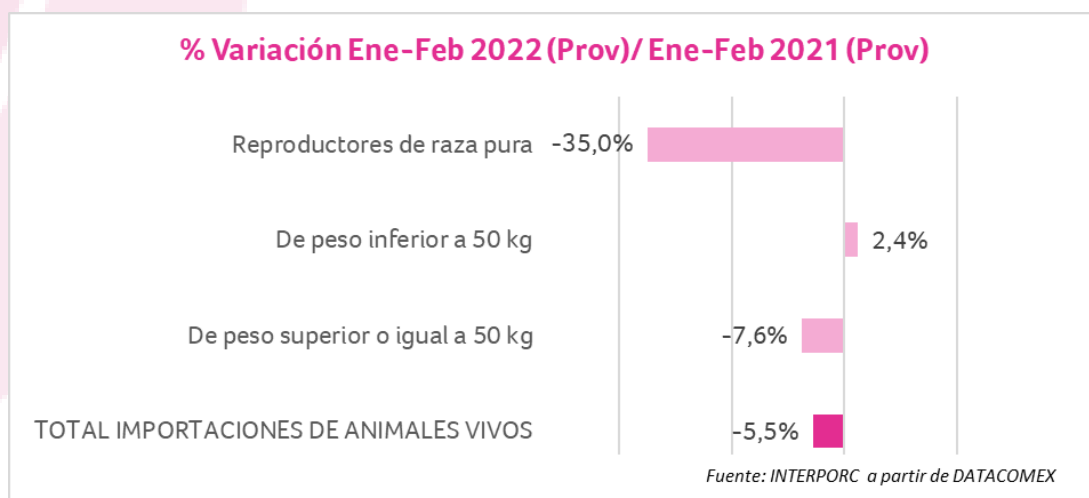 % Variación Ene-Feb 2022 (Prov)/ Ene-Feb 2021 (Prov)
Reproductores de raza pura -35,0%
De peso inferior a 50 kg 2,4%
De peso superior o igual a 50 kg -7,6%
TOTAL IMPORTACIONES DE ANIMALES VIVOS -5,5%
Fuente: INTERPORC a partir de DATACOMEX